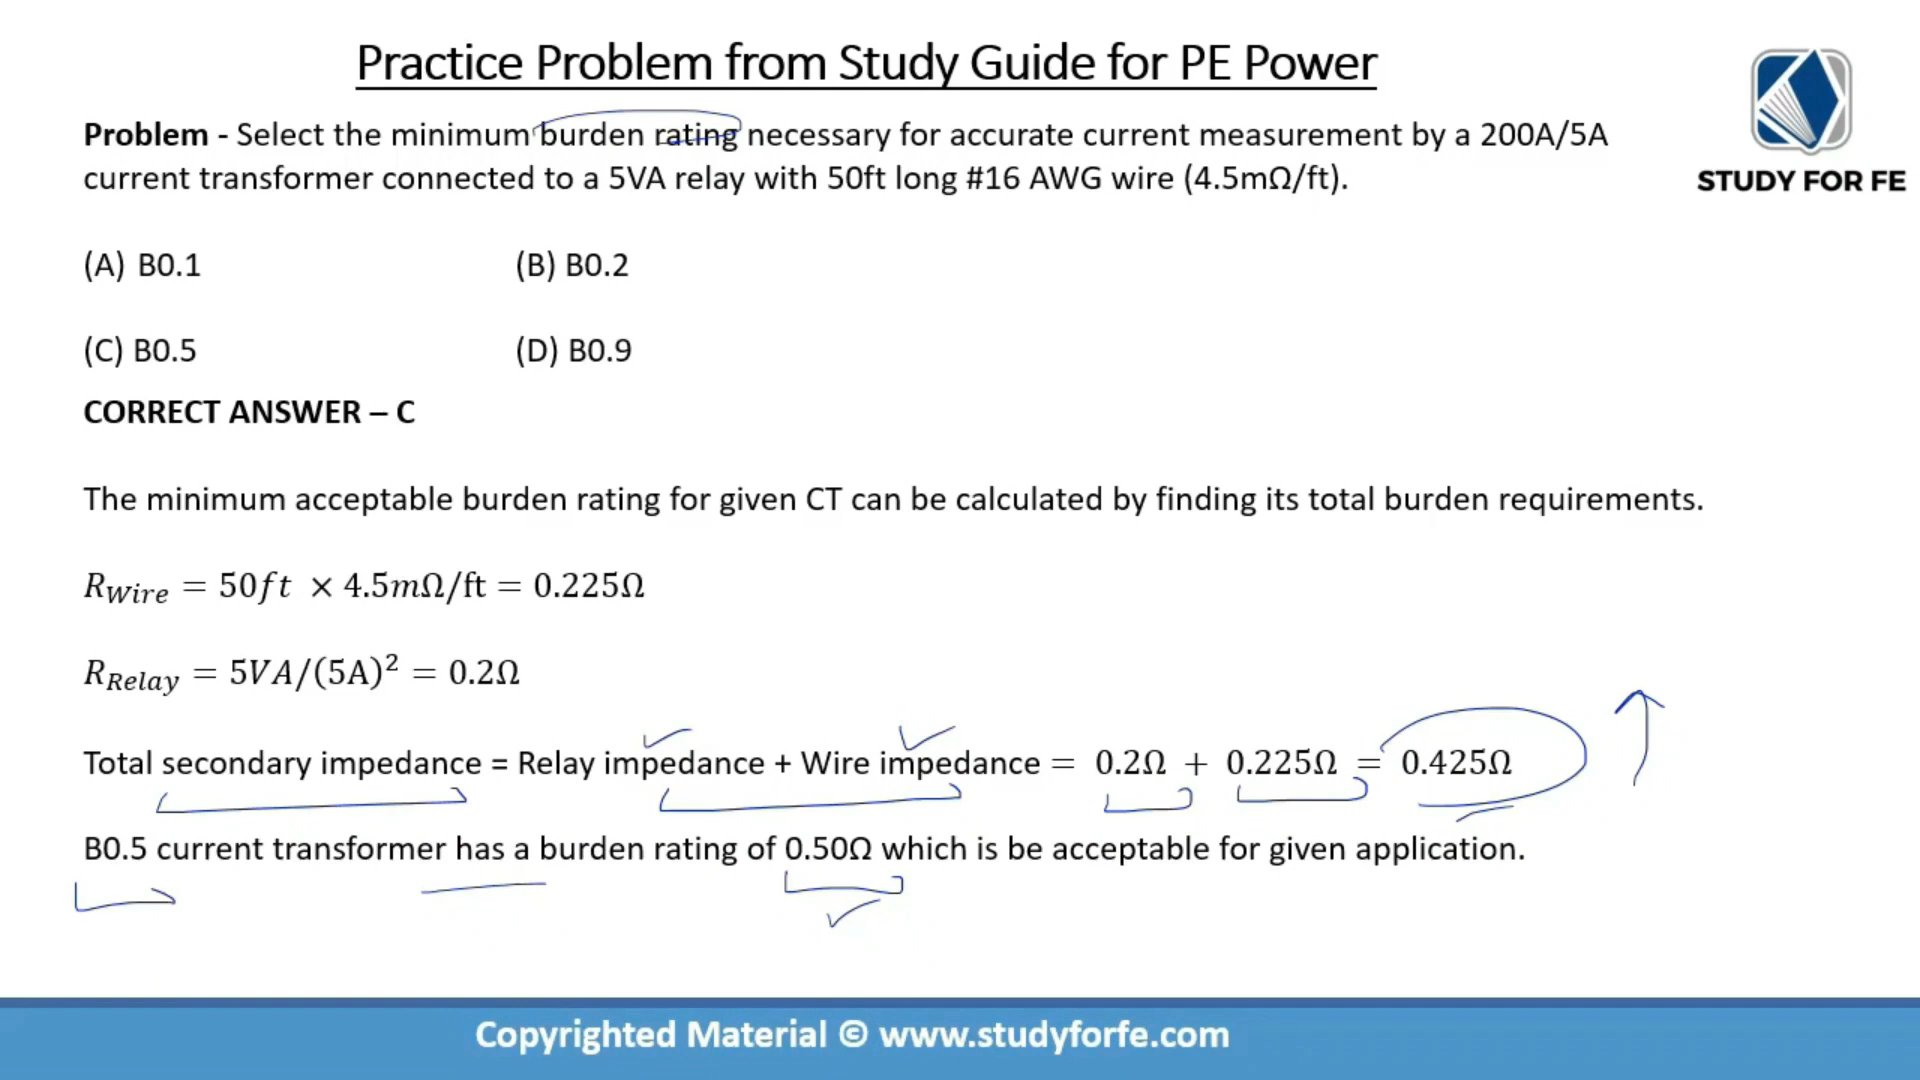 Practice Problem from Study Guide for PE Power
Problem - Select the minimum burden rating necessary for accurate current measurement by a 200A/5A
current transformer connected to a 5VA relay with 50ft long #16 AWG wire (4.5mΩ/ft).
STUDY FOR FE
(A) B0.1 (B) B0.2
(C) B0.5 (D) B0.9
CORRECT ANSWER – C
The minimum acceptable burden rating for given CT can be calculated by finding its total burden requirements.
R_Wire = 50ft × 4.5mΩ/ft = 0.225Ω
R_Relay = 5VA/(5A)² = 0.2Ω
Total secondary impedance = Relay impedance + Wire impedance = 0.2Ω + 0.225Ω = 0.425Ω
B0.5 current transformer has a burden rating of 0.50Ω which is be acceptable for given application.
Copyrighted Material © www.studyforfe.com